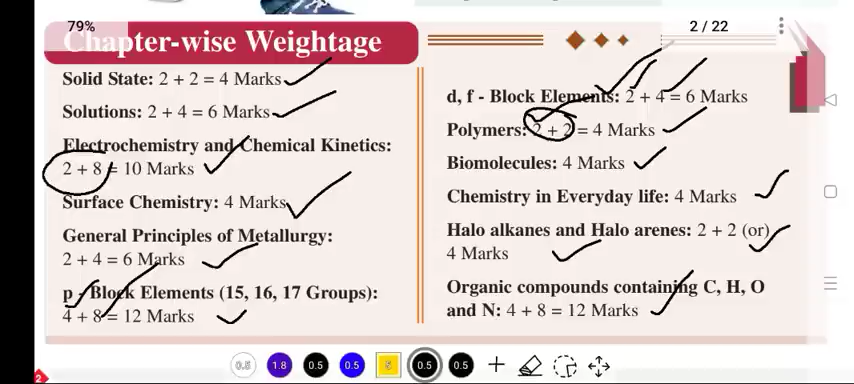 79%
2 / 22
Chapter-wise Weightage
Solid State: 2 + 2 = 4 Marks
Solutions: 2 + 4 = 6 Marks
Electrochemistry and Chemical Kinetics:
2 + 8 = 10 Marks
Surface Chemistry: 4 Marks
General Principles of Metallurgy:
2 + 4 = 6 Marks
p - Block Elements (15, 16, 17 Groups):
4 + 8 = 12 Marks
d, f - Block Elements: 2 + 4 = 6 Marks
Polymers: 2 + 2 = 4 Marks
Biomolecules: 4 Marks
Chemistry in Everyday life: 4 Marks
Halo alkanes and Halo arenes: 2 + 2 (or)
4 Marks
Organic compounds containing C, H, O
and N: 4 + 8 = 12 Marks
2
0.5 1.8 0.5 0.5 5 0.5 0.5